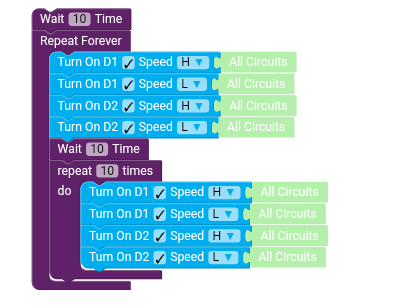 Wait 10 Time
Repeat Forever
Turn On D1 ✓ Speed H ▼ All Circuits
Turn On D1 ✓ Speed L ▼ All Circuits
Turn On D2 ✓ Speed H ▼ All Circuits
Turn On D2 ✓ Speed L ▼ All Circuits
Wait 10 Time
repeat 10 times
do Turn On D1 ✓ Speed H ▼ All Circuits
Turn On D1 ✓ Speed L ▼ All Circuits
Turn On D2 ✓ Speed H ▼ All Circuits
Turn On D2 ✓ Speed L ▼ All Circuits